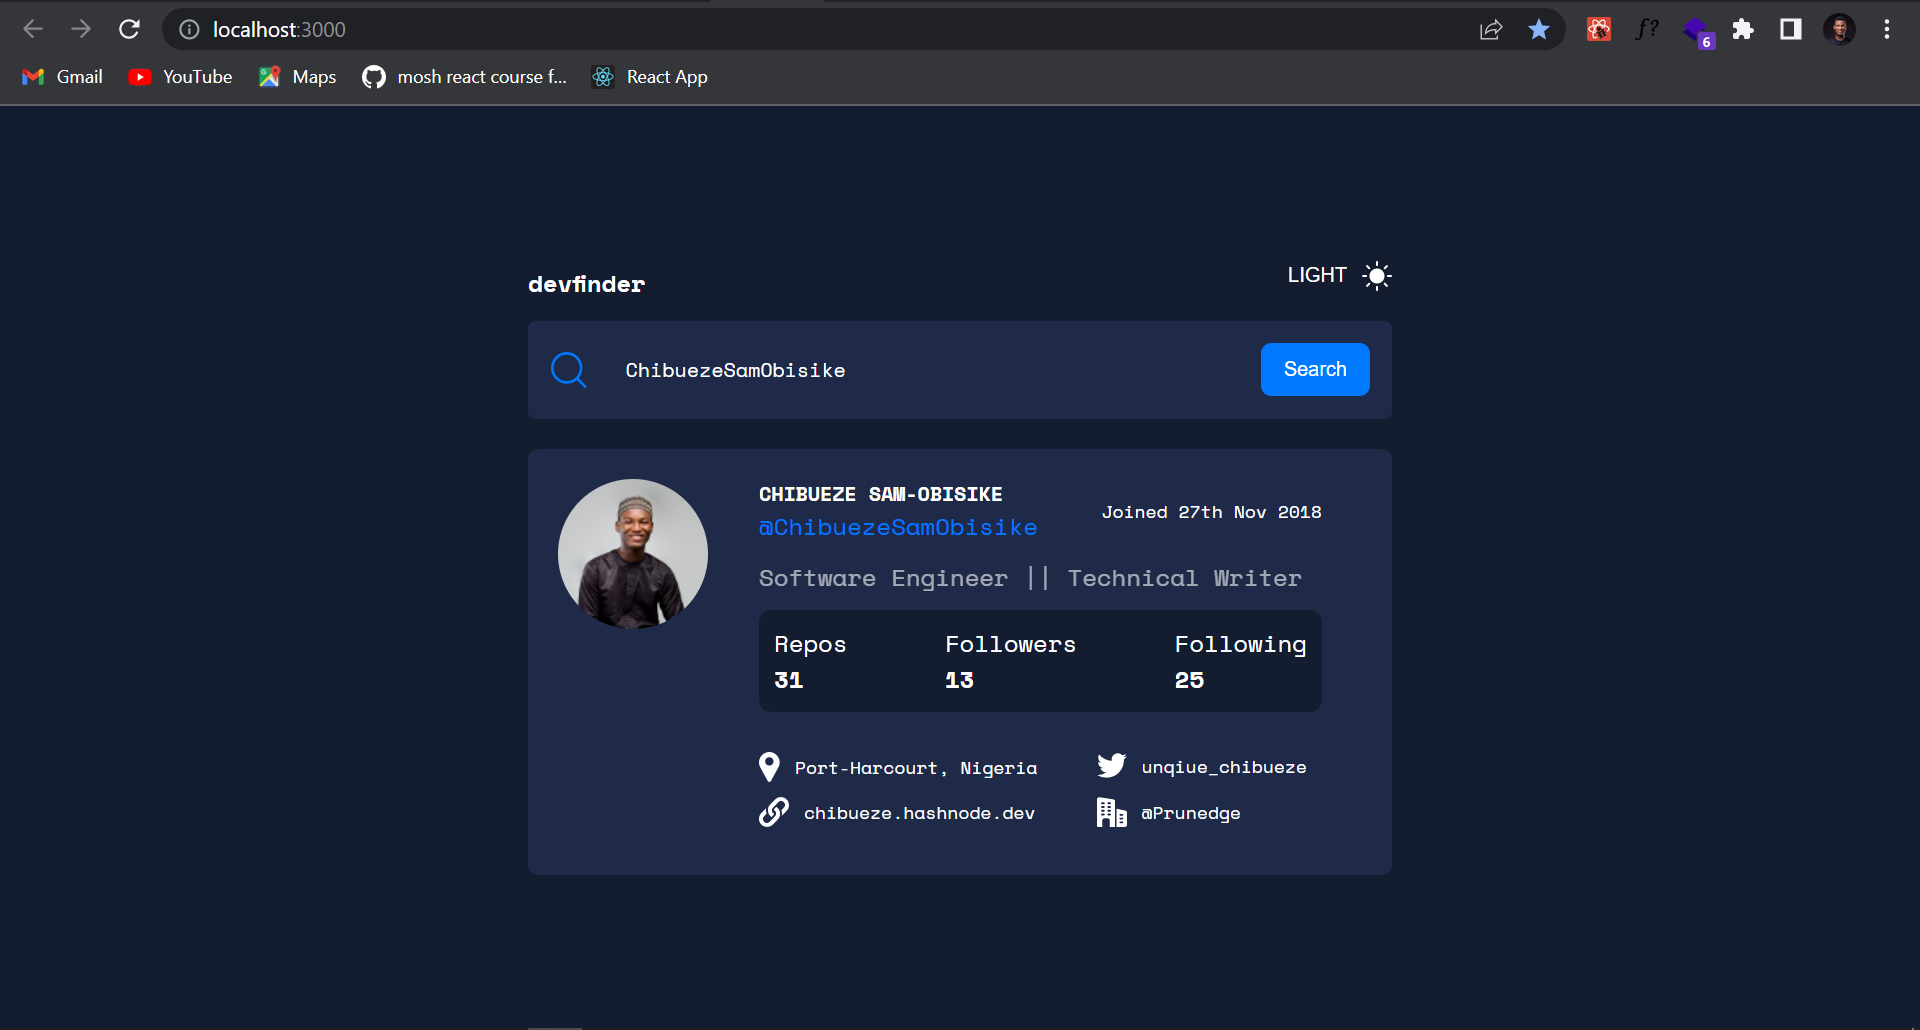 localhost:3000
f?
6
Gmail
YouTube
Maps
mosh react course f...
React App
devfinder
LIGHT
ChibuezeSamObisike
Search
CHIBUEZE SAM-OBISIKE
Joined 27th Nov 2018
@ChibuezeSamObisike
Software Engineer || Technical Writer
Repos Followers Following
31 13 25
Port-Harcourt, Nigeria
unqiue_chibueze
chibueze.hashnode.dev
@Prunedge